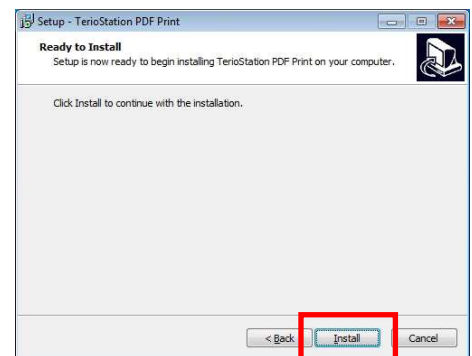 Setup - TerioStation PDF Print
Ready to Install
Setup is now ready to begin installing TerioStation PDF Print on your computer.
Click Install to continue with the installation.
< Back
Install
Cancel